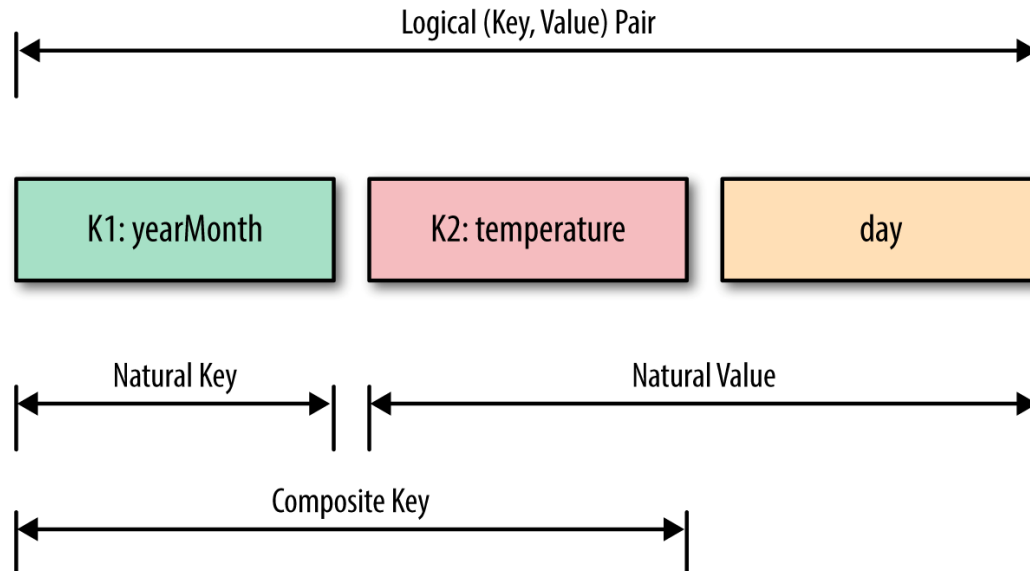 Logical (Key, Value) Pair
K1: yearMonth
K2: temperature
day
Natural Key
Natural Value
Composite Key